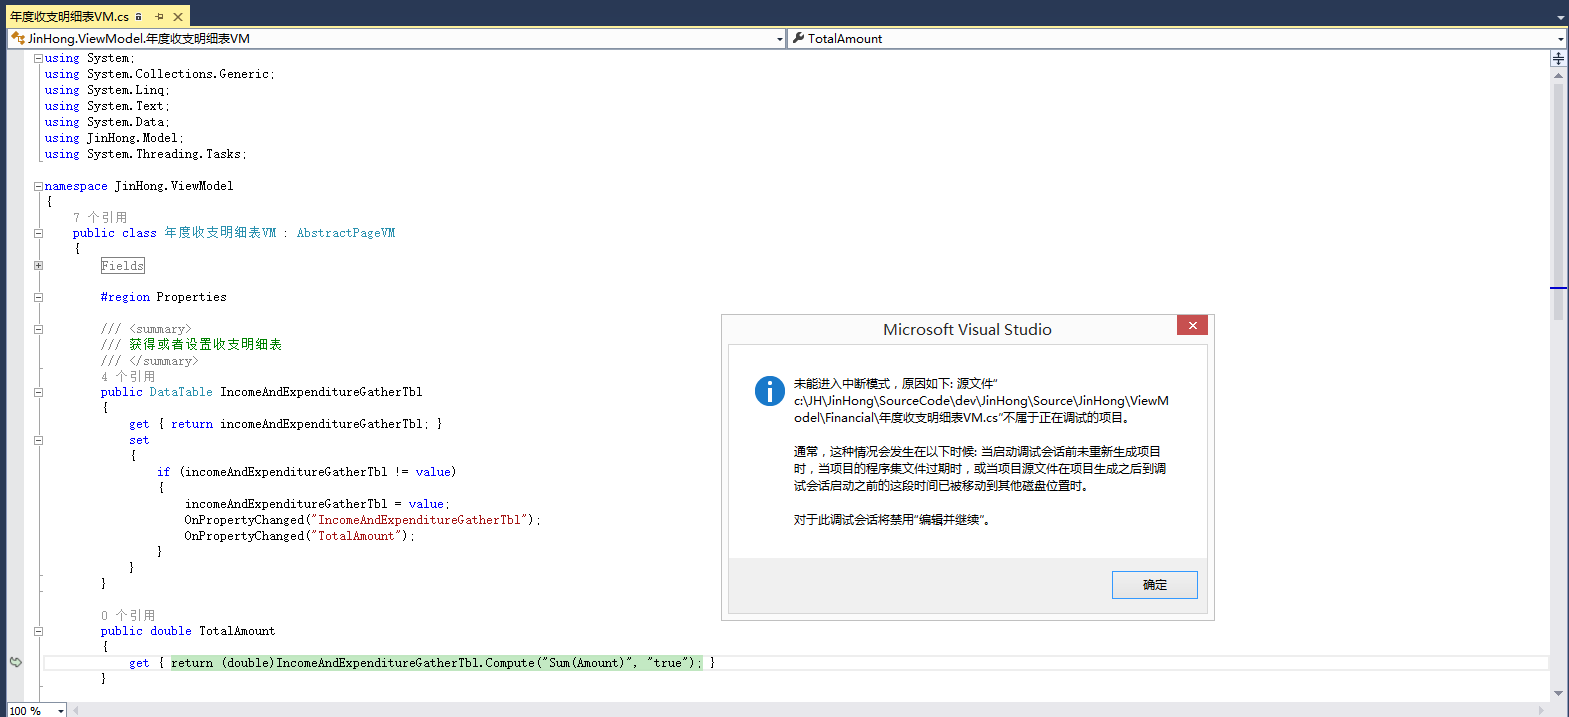 年度收支明细表VM.cs
JinHong.ViewModel.年度收支明细表VM
TotalAmount
using System;
using System.Collections.Generic;
using System.Linq;
using System.Text;
using System.Data;
using JinHong.Model;
using System.Threading.Tasks;
namespace JinHong.ViewModel
{
7 个引用
public class 年度收支明细表VM : AbstractPageVM
{
Fields
#region Properties
/// <summary>
/// 获得或者设置收支明细表
/// </summary>
4 个引用
public DataTable IncomeAndExpenditureGatherTbl
{
get { return incomeAndExpenditureGatherTbl; }
set
{
if (incomeAndExpenditureGatherTbl != value)
{
incomeAndExpenditureGatherTbl = value;
OnPropertyChanged("IncomeAndExpenditureGatherTbl");
OnPropertyChanged("TotalAmount");
}
}
}
0 个引用
public double TotalAmount
{
get { return (double)IncomeAndExpenditureGatherTbl.Compute("Sum(Amount)", "true"); }
}
100 %
Microsoft Visual Studio
未能进入中断模式，原因如下: 源文件"
c:\JH\JinHong\SourceCode\dev\JinHong\Source\JinHong\ViewM
odel\Financial\年度收支明细表VM.cs"不属于正在调试的项目。
通常，这种情况会发生在以下时候: 当启动调试会话前未重新生成项目
时，当项目的程序集文件过期时，或当项目源文件在项目生成之后到调
试会话启动之前的这段时间已被移动到其他磁盘位置时。
对于此调试会话将禁用"编辑并继续"。
确定